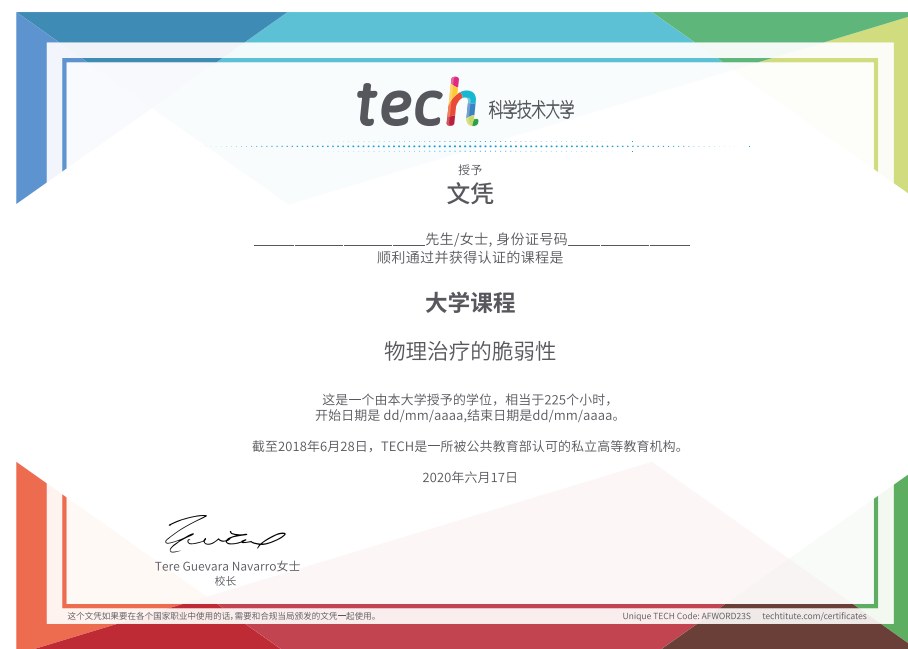 tech 科学技术大学
授予
文凭
______________________先生/女士, 身份证号码_______________
顺利通过并获得认证的课程是
大学课程
物理治疗的脆弱性
这是一个由本大学授予的学位，相当于225个小时，
开始日期是 dd/mm/aaaa,结束日期是dd/mm/aaaa。
截至2018年6月28日，TECH是一所被公共教育部认可的私立高等教育机构。
2020年六月17日
Tere Guevara Navarro女士
校长
这个文凭如果要在各个国家职业中使用的话,需要和合规当局颁发的文凭一起使用。
Unique TECH Code: AFWORD23S techtitute.com/certificates